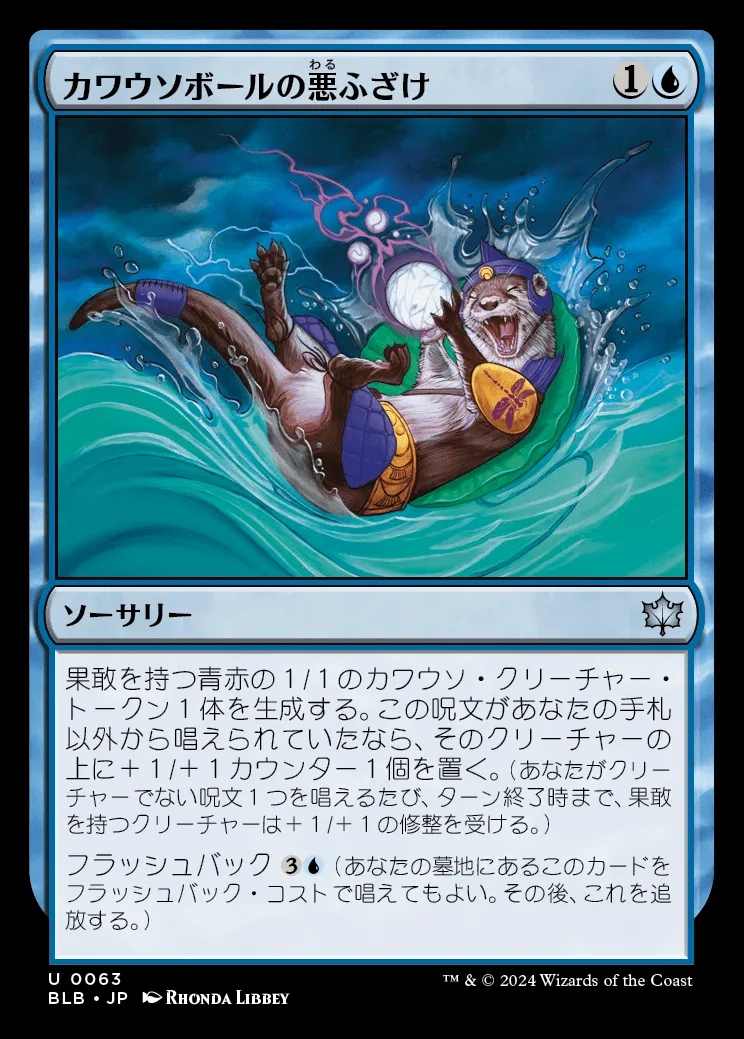 カワウソボールの悪ふざけ
わる
1
ソーサリー
果敢を持つ青赤の1/1のカワウソ・クリーチャー・
トークン1体を生成する。この呪文があなたの手札
以外から唱えられていたなら、そのクリーチャーの
上に+1/+1カウンター1個を置く。（あなたがクリー
チャーでない呪文1つを唱えるたび、ターン終了時まで、果敢
を持つクリーチャーは+1/+1の修整を受ける。）
フラッシュバック 3（あなたの墓地にあるこのカードを
フラッシュバック・コストで唱えてもよい。その後、これを追
放する。）
U 0063
BLB • JP RHONDA LIBBEY
™ & © 2024 Wizards of the Coast